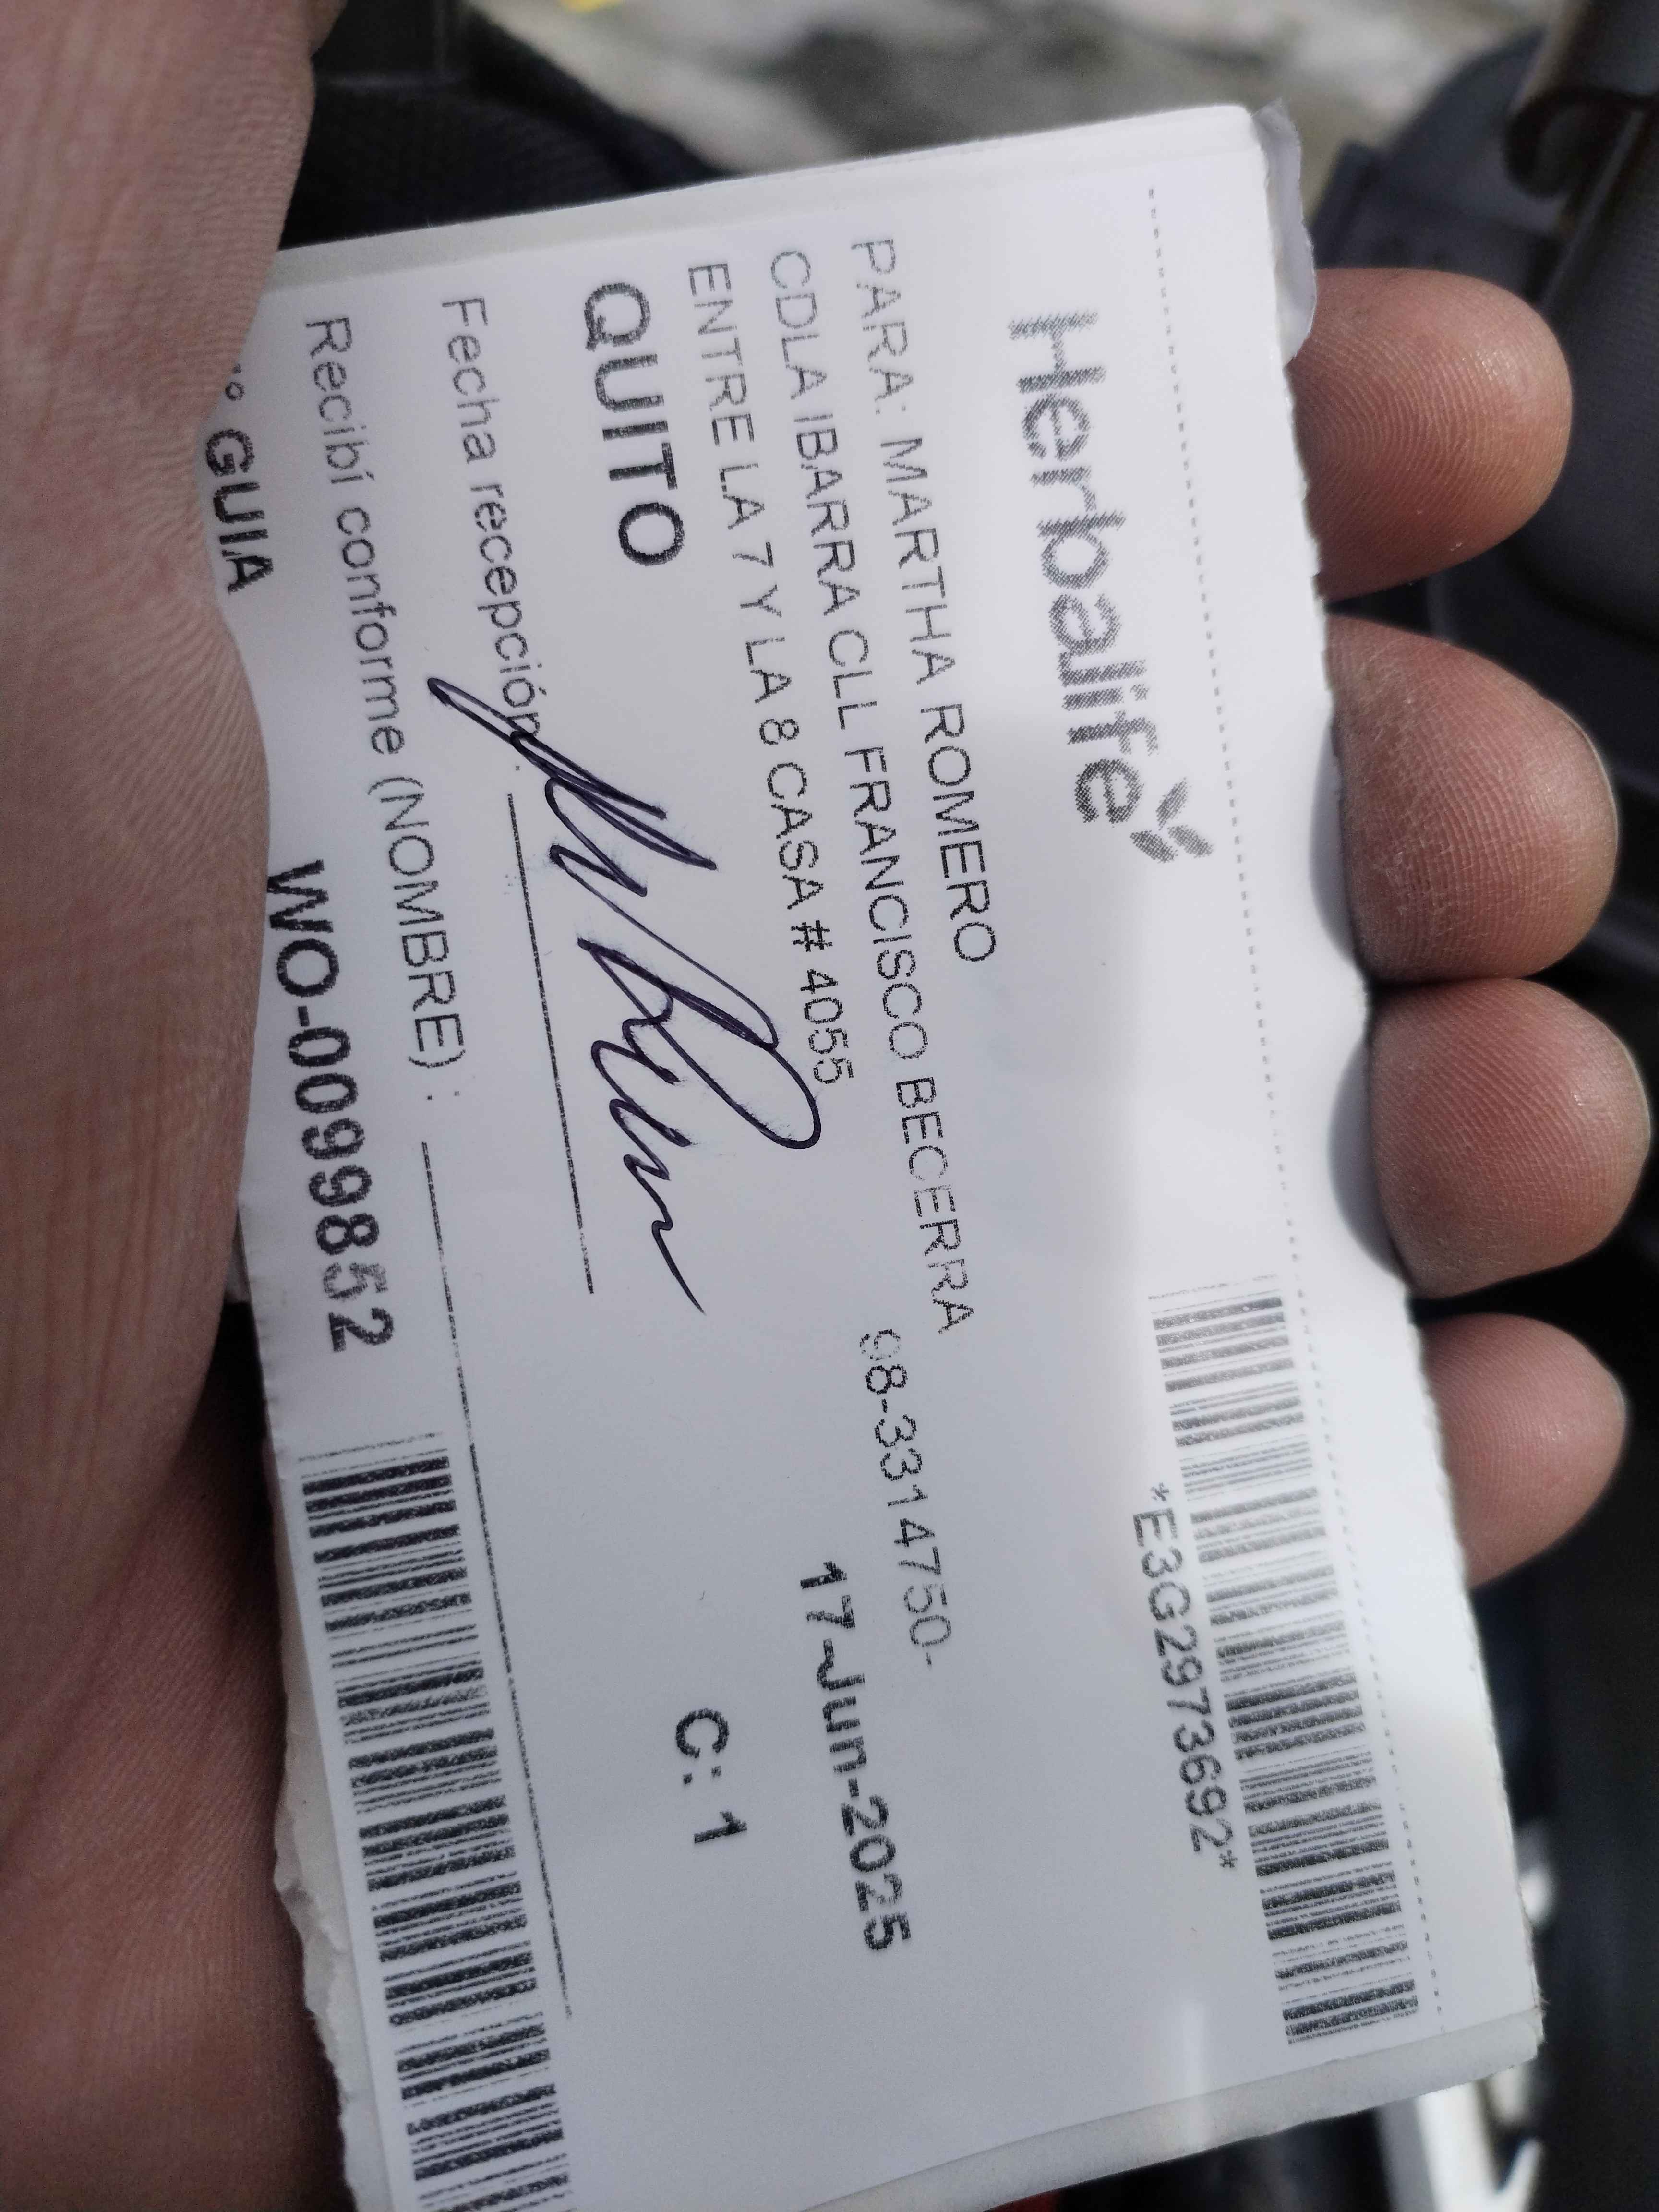 Herbalife
*E3G2973692*
PARA: MARTHA ROMERO
CDLA IBARRA CLL FRANCISCO BECERRA 98-3314750-
ENTRE LA 7 Y LA 8 CASA # 4055
17-Jun-2025
QUITO
C: 1
Fecha recepción:
Recibí conforme (NOMBRE) :
GUIA WO-0099852